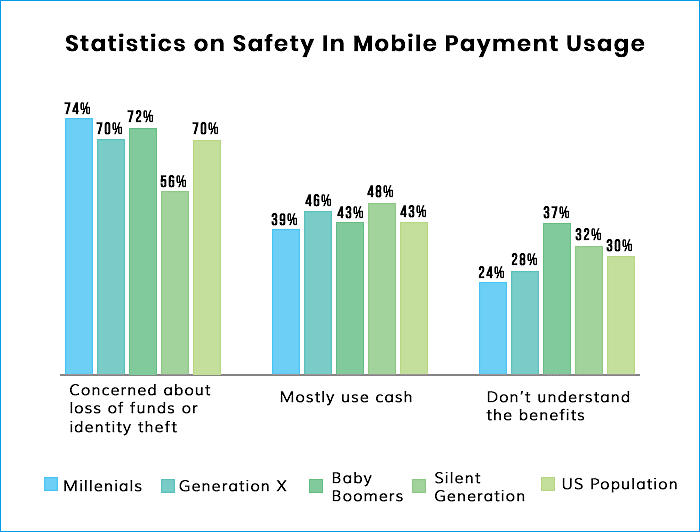 Statistics on Safety In Mobile Payment Usage
74%
70%
72%
56%
70%
39%
46%
43%
48%
43%
24%
28%
37%
32%
30%
Concerned about
loss of funds or
identity theft
Mostly use cash
Don't understand
the benefits
Millenials
Generation X
Baby
Boomers
Silent
Generation
US Population